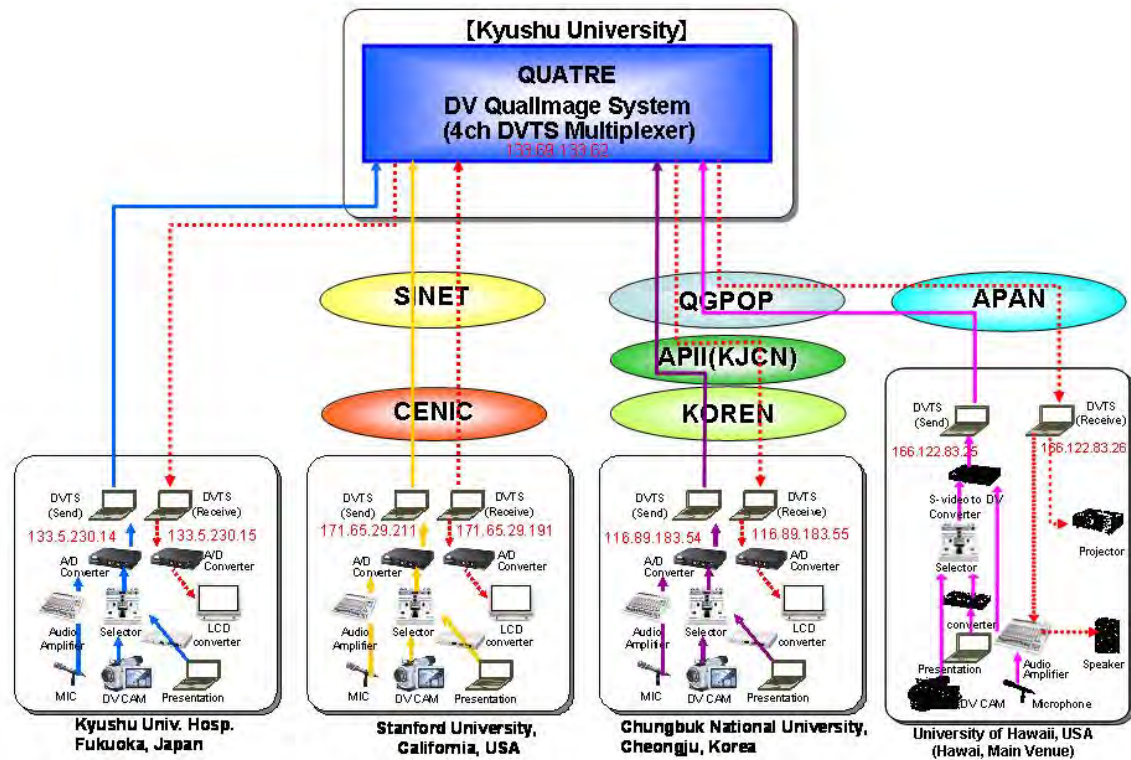 【Kyushu University】
QUATRE
DV QualImage System
(4ch DVTS Multiplexer)
133.69.133.62
SINET
QGPOP
APAN
APII(KJCN)
CENIC
KOREN
DVTS
(Send)
DVTS
(Receive)
133.5.230.14
133.5.230.15
A/D
Converter
A/D
Converter
Audio
Amplifier
Selector
LCD
converter
MIC
DV CAM
Presentation
Kyushu Univ. Hosp.
Fukuoka, Japan
DVTS
(Send)
DVTS
(Receive)
171.65.29.211
171.65.29.191
A/D
Converter
A/D
Converter
Audio
Amplifier
Selector
LCD
converter
MIC
DV CAM
Presentation
Stanford University,
California, USA
DVTS
(Send)
DVTS
(Receive)
116.89.183.54
116.89.183.55
A/D
Converter
A/D
Converter
Audio
Amplifier
Selector
LCD
converter
MIC
DV CAM
Presentation
Chungbuk National University,
Cheongju, Korea
DVTS
(Send)
DVTS
(Receive)
166.122.83.25
166.122.83.26
S-video to DV
Converter
Projector
Selector
converter
Presentation
Audio
Amplifier
Speaker
DV CAM
Microphone
University of Hawaii, USA
(Hawai, Main Venue)